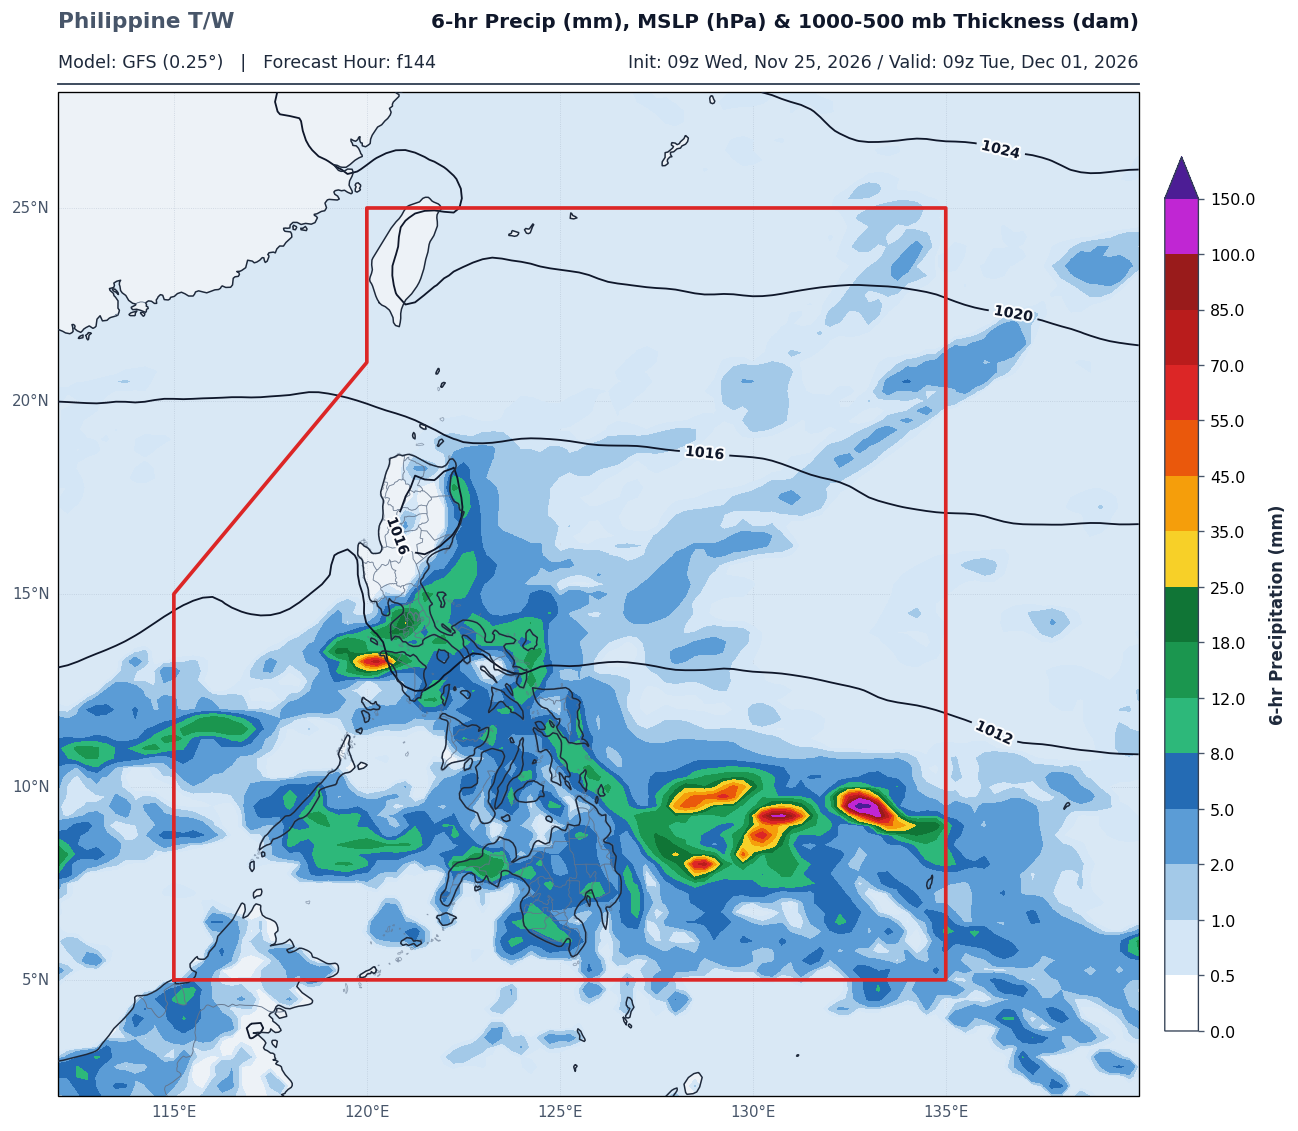 Philippine T/W
6-hr Precip (mm), MSLP (hPa) & 1000-500 mb Thickness (dam)
Model: GFS (0.25°) | Forecast Hour: f144
Init: 09z Wed, Nov 25, 2026 / Valid: 09z Tue, Dec 01, 2026
1024
1020
1016
1016
1012
25°N
20°N
15°N
10°N
5°N
115°E
120°E
125°E
130°E
135°E
150.0
100.0
85.0
70.0
55.0
45.0
35.0
25.0
18.0
12.0
8.0
5.0
2.0
1.0
0.5
0.0
6-hr Precipitation (mm)